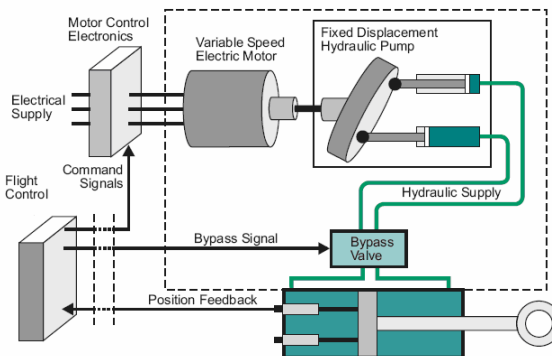 Motor Control
Electronics
Variable Speed
Electric Motor
Fixed Displacement
Hydraulic Pump
Electrical
Supply
Command
Signals
Flight
Control
Hydraulic Supply
Bypass Signal
Bypass
Valve
Position Feedback